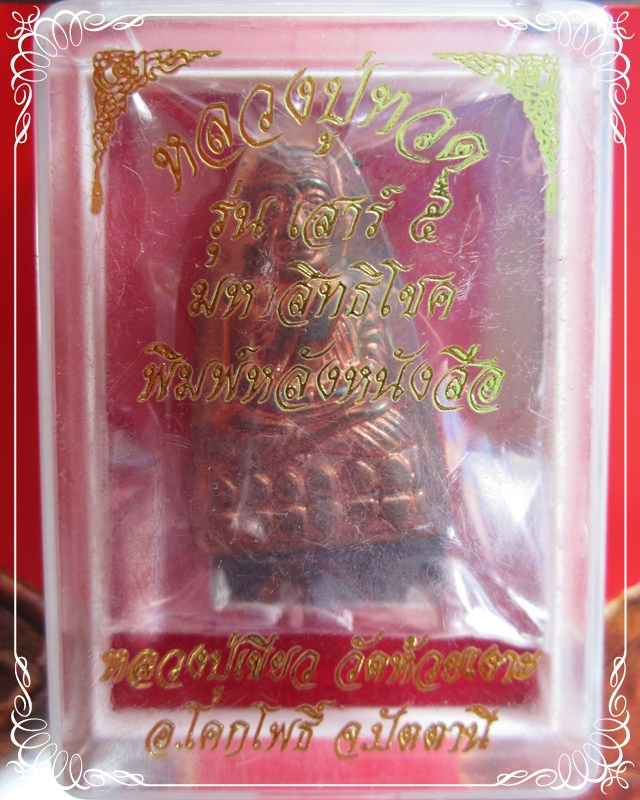 หลวงปู่ทวด
รุ่น เสาร์ ๕
มหาสิทธิโชค
พิมพ์หลังหนังสือ
หลวงปู่เขียว วัดห้วยเงาะ
อ.โคกโพธิ์ จ.ปัตตานี